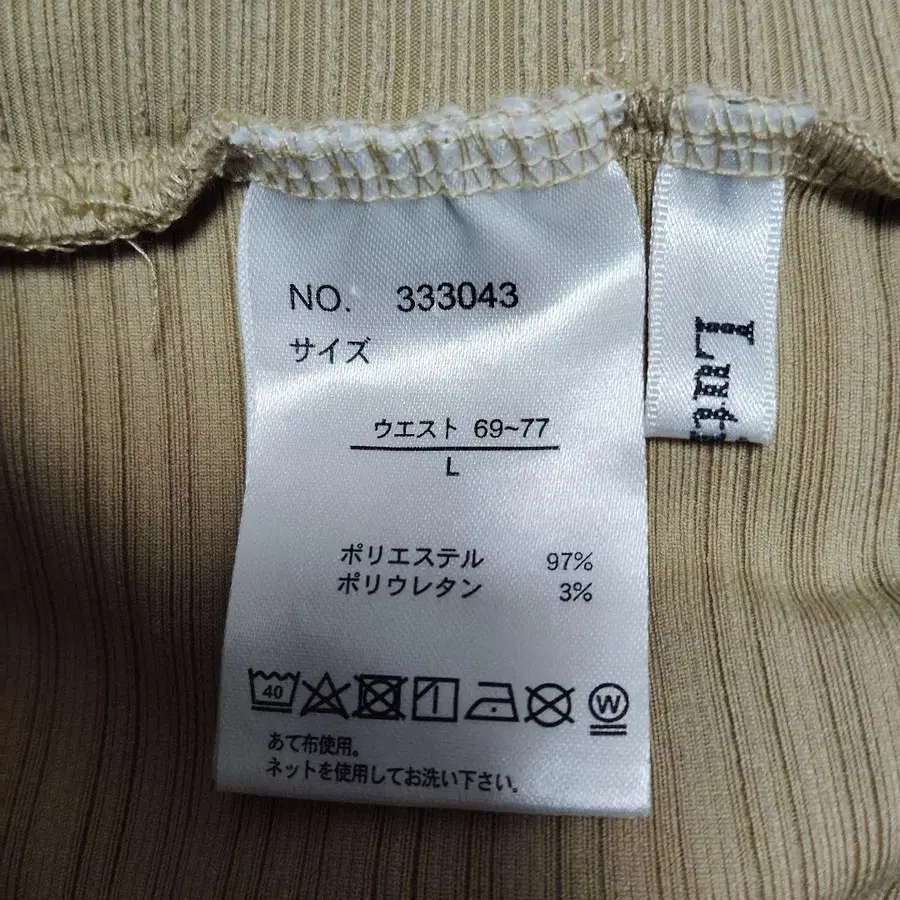 NO. 333043
サイズ
ウエスト 69~77
L
ポリエステル 97%
ポリウレタン 3%
40
W
あて布使用。
ネットを使用してお洗い下さい。